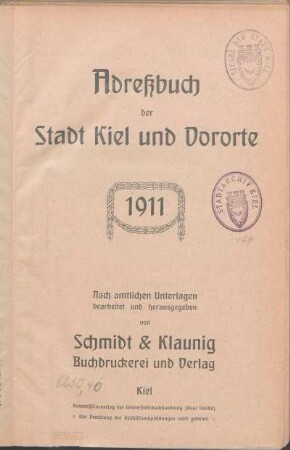 Adreßbuch
der
Stadt Kiel und Vororte
1911
STADTARCHIV KIEL
Nach amtlichen Unterlagen
bearbeitet und herausgegeben
von
Schmidt & Klaunig
Buchdruckerei und Verlag
Kiel